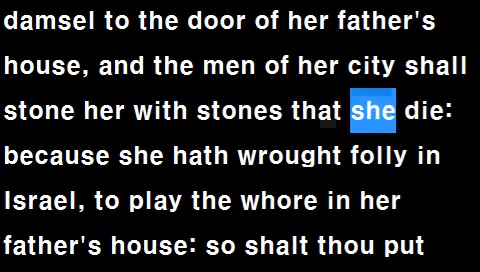 damsel to the door of her father's
house, and the men of her city shall
stone her with stones that she die:
because she hath wrought folly in
Israel, to play the whore in her
father's house: so shalt thou put